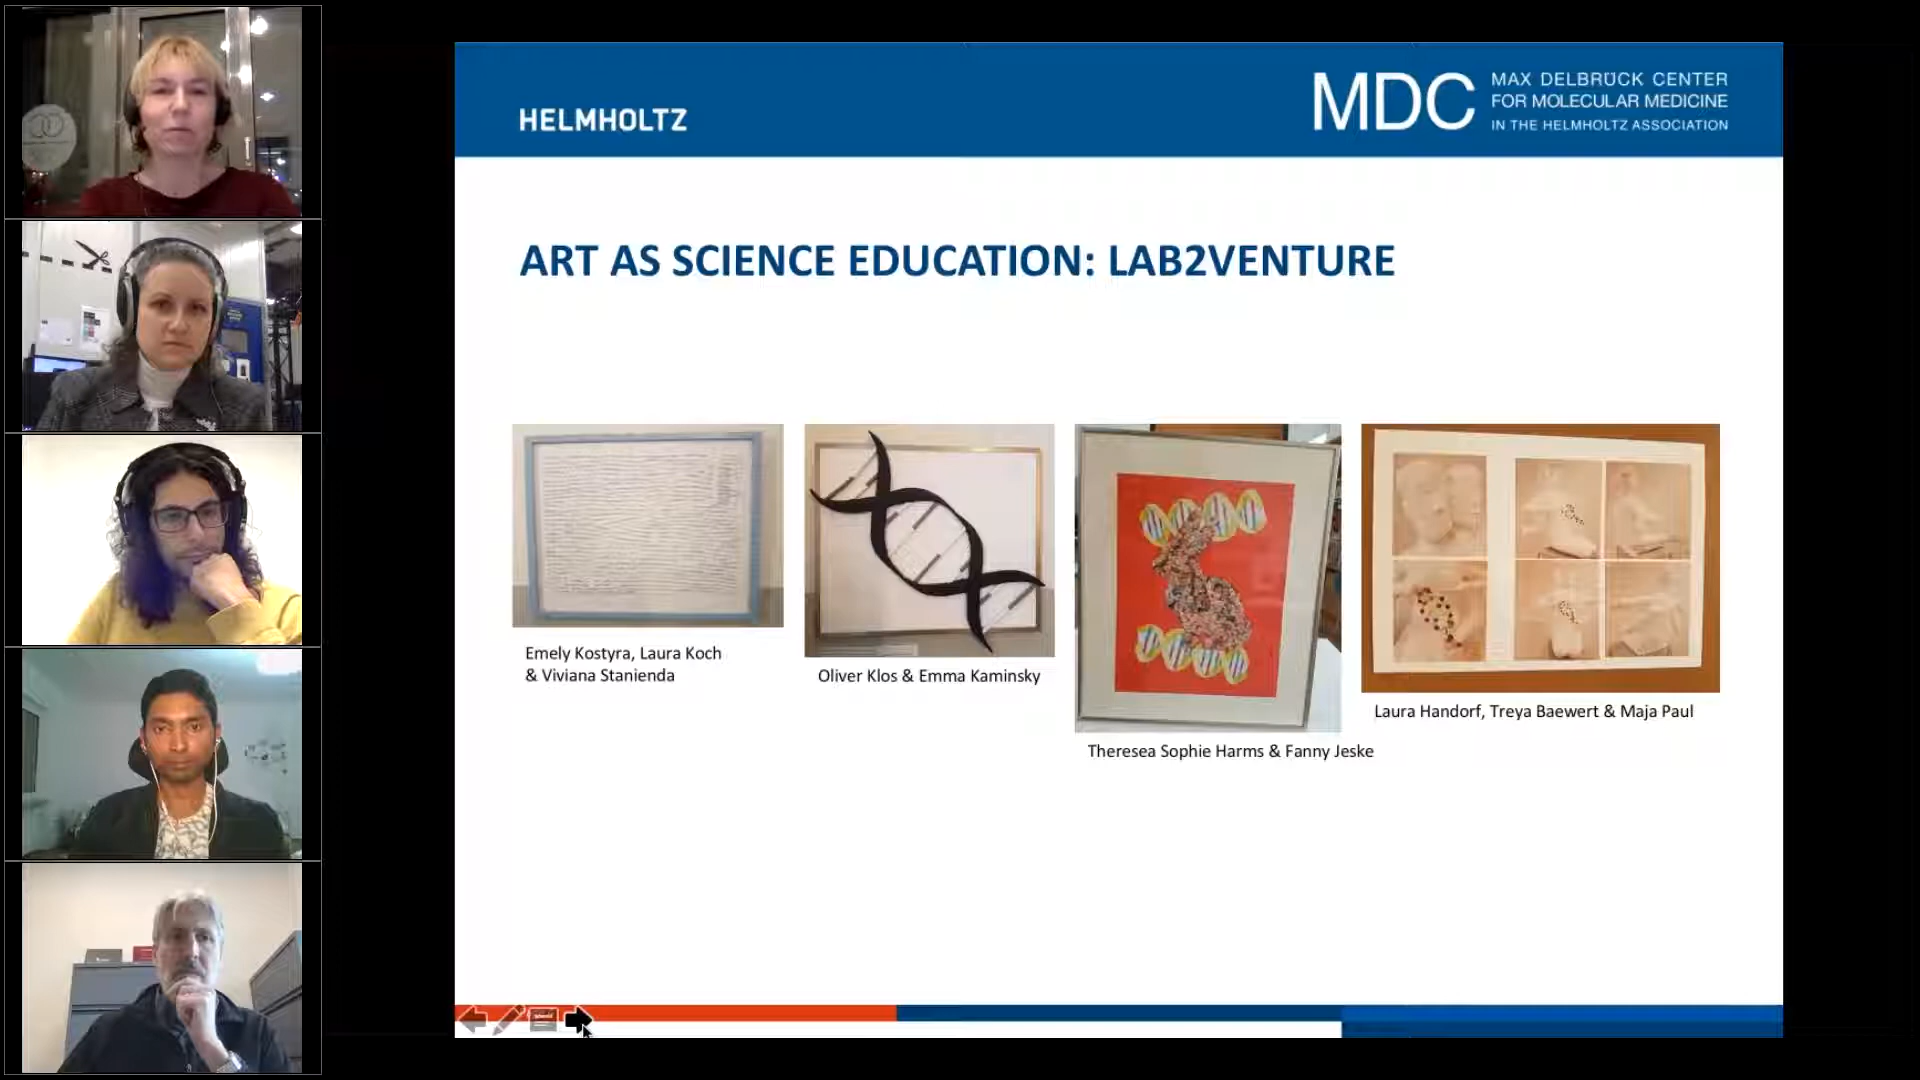 HELMHOLTZ
MDC
MAX DELBRÜCK CENTER
FOR MOLECULAR MEDICINE
IN THE HELMHOLTZ ASSOCIATION
ART AS SCIENCE EDUCATION: LAB2VENTURE
Emely Kostyra, Laura Koch
& Viviana Stanienda
Oliver Klos & Emma Kaminsky
Theresea Sophie Harms & Fanny Jeske
Laura Handorf, Treya Baewert & Maja Paul